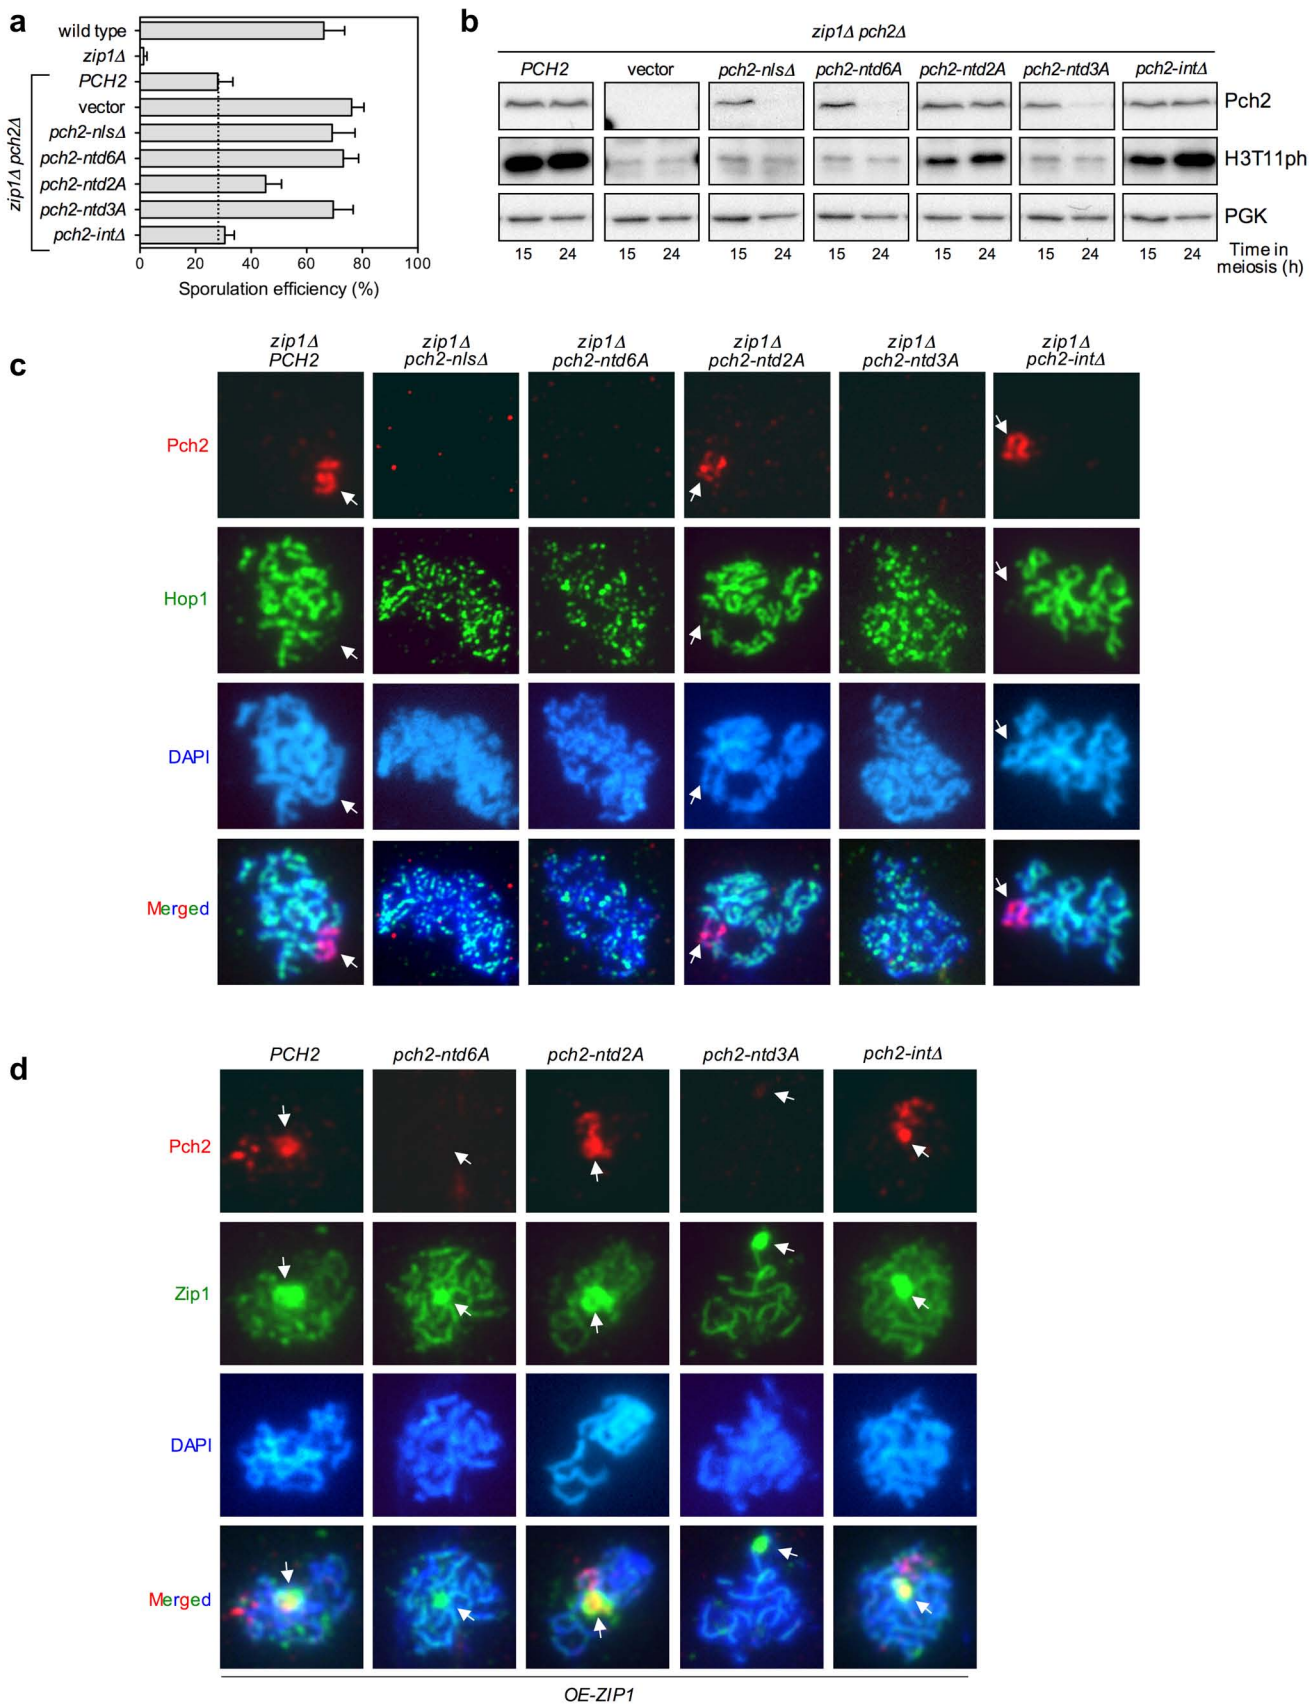 a
wild type
zip1Δ
PCH2
vector
pch2-nlsΔ
pch2-ntd6A
pch2-ntd2A
pch2-ntd3A
pch2-intΔ
zip1Δ pch2Δ
0 20 40 60 80 100
Sporulation efficiency (%)
b
zip1Δ pch2Δ
PCH2 vector pch2-nlsΔ pch2-ntd6A pch2-ntd2A pch2-ntd3A pch2-intΔ
Pch2
H3T11ph
PGK
15 24 15 24 15 24 15 24 15 24 15 24 15 24
Time in
meiosis (h)
c
zip1Δ zip1Δ zip1Δ zip1Δ zip1Δ zip1Δ
PCH2 pch2-nlsΔ pch2-ntd6A pch2-ntd2A pch2-ntd3A pch2-intΔ
Pch2
Hop1
DAPI
Merged
d
PCH2 pch2-ntd6A pch2-ntd2A pch2-ntd3A pch2-intΔ
Pch2
Zip1
DAPI
Merged
OE-ZIP1